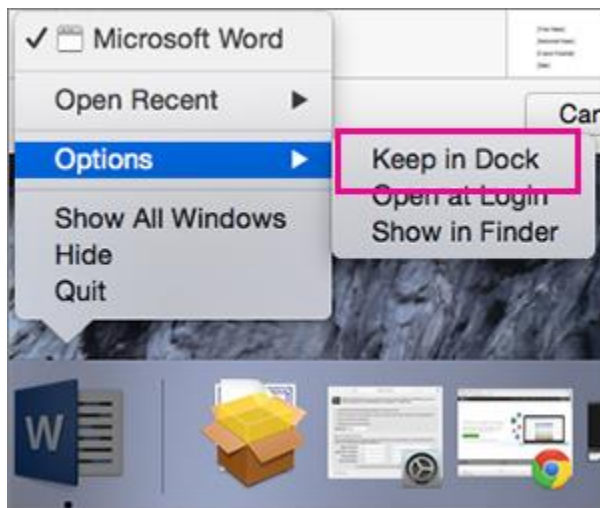 ✓ Microsoft Word
Open Recent
Options
Show All Windows
Hide
Quit
Car
Keep in Dock
Open at Login
Show in Finder
W